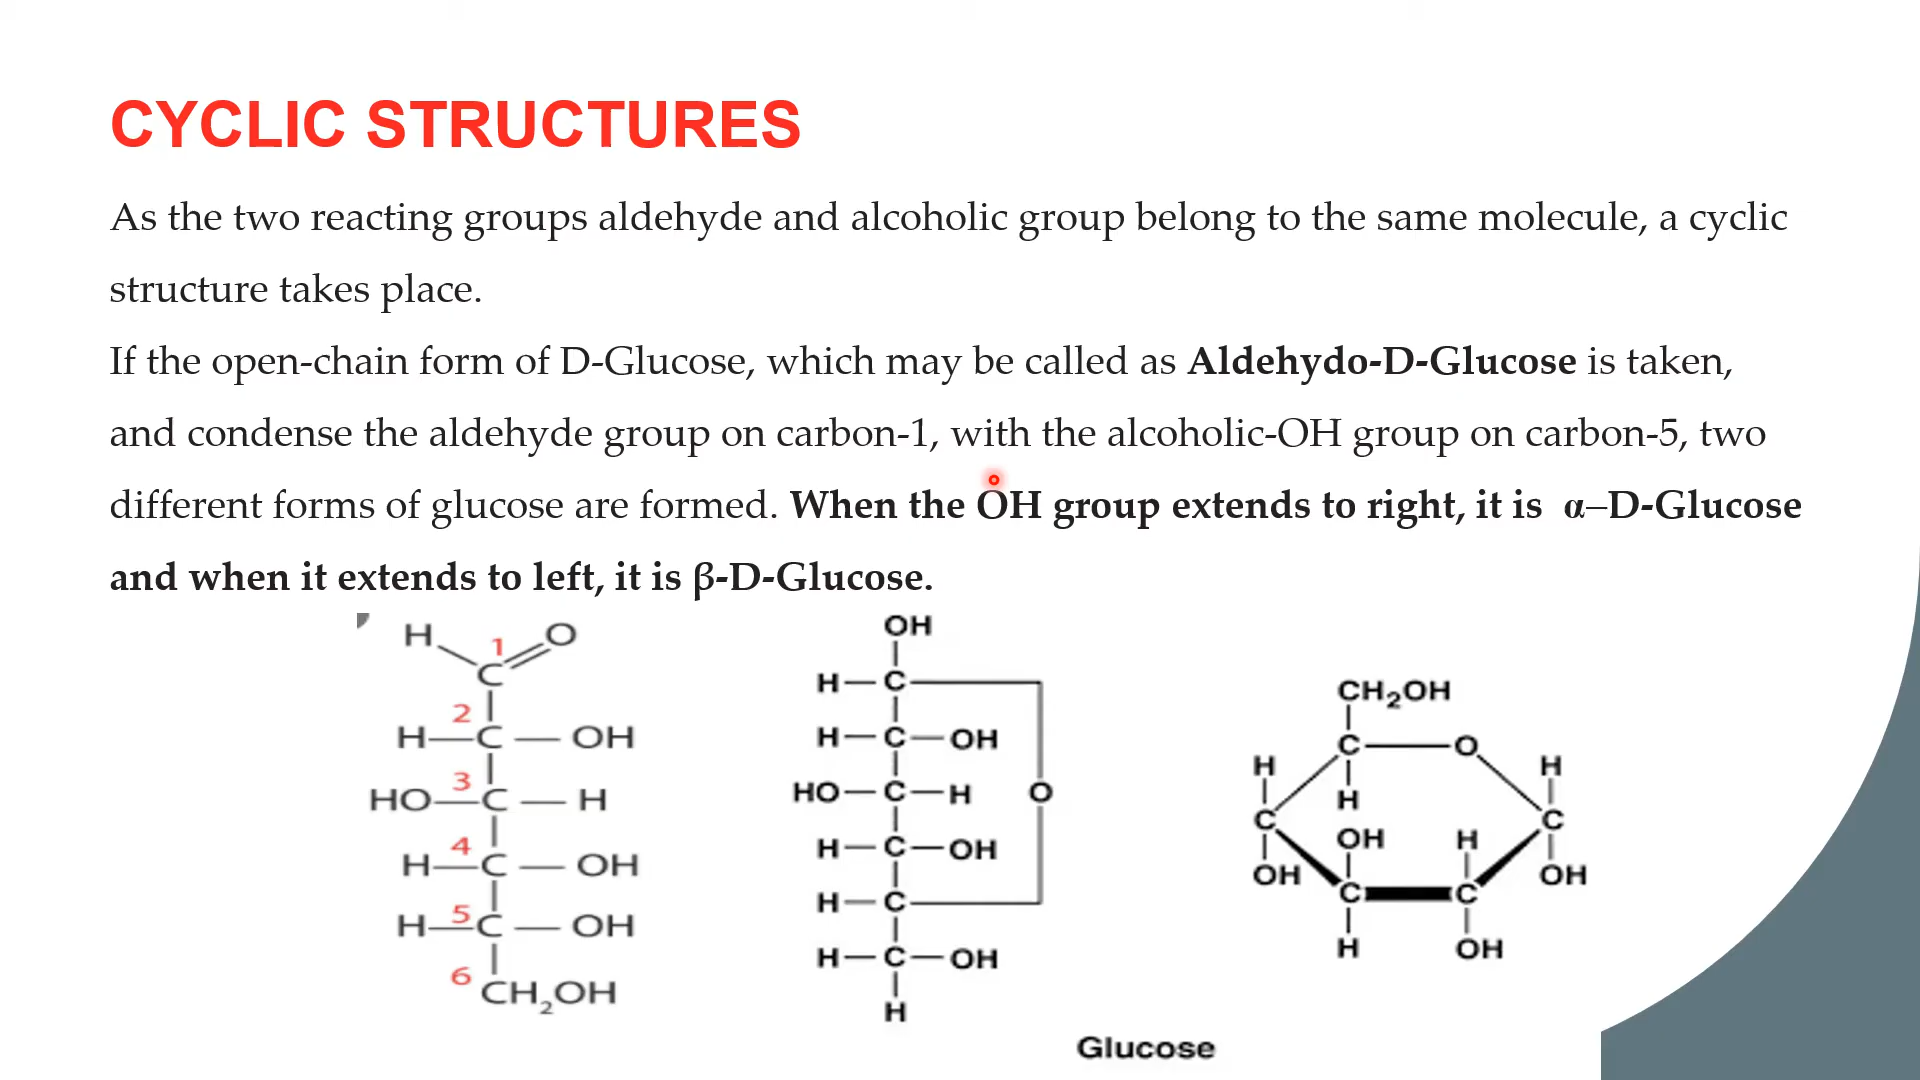 CYCLIC STRUCTURES
As the two reacting groups aldehyde and alcoholic group belong to the same molecule, a cyclic
structure takes place.
If the open-chain form of D-Glucose, which may be called as Aldehydo-D-Glucose is taken,
and condense the aldehyde group on carbon-1, with the alcoholic-OH group on carbon-5, two
different forms of glucose are formed. When the OH group extends to right, it is α–D-Glucose
and when it extends to left, it is β-D-Glucose.
H 1 O
C
2
H—C—OH
3
HO—C—H
4
H—C—OH
5
H—C—OH
6
CH₂OH
OH
H—C
H—C—OH
HO—C—H O
H—C—OH
H—C
H—C—OH
H
CH₂OH
C—O
H H
H
C C
OH H
OH OH
C C
H OH
Glucose